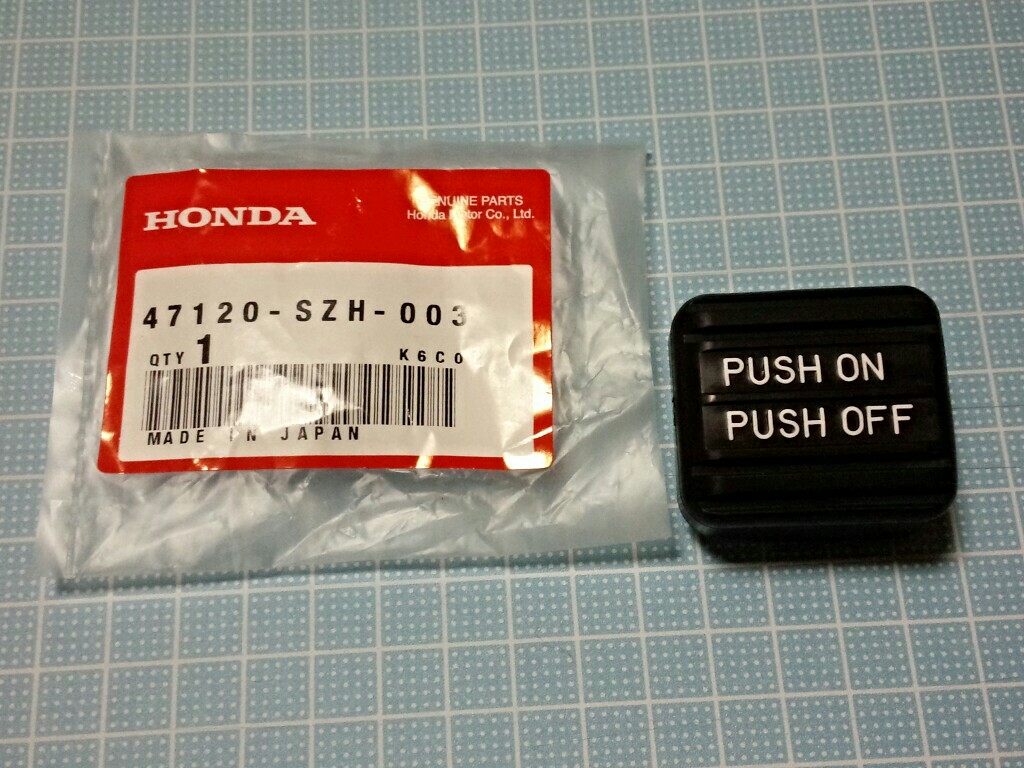 HONDA
GENUINE PARTS
Honda Motor Co., Ltd.
47120-SZH-003
QTY 1
K6C0
MADE IN JAPAN
PUSH ON
PUSH OFF